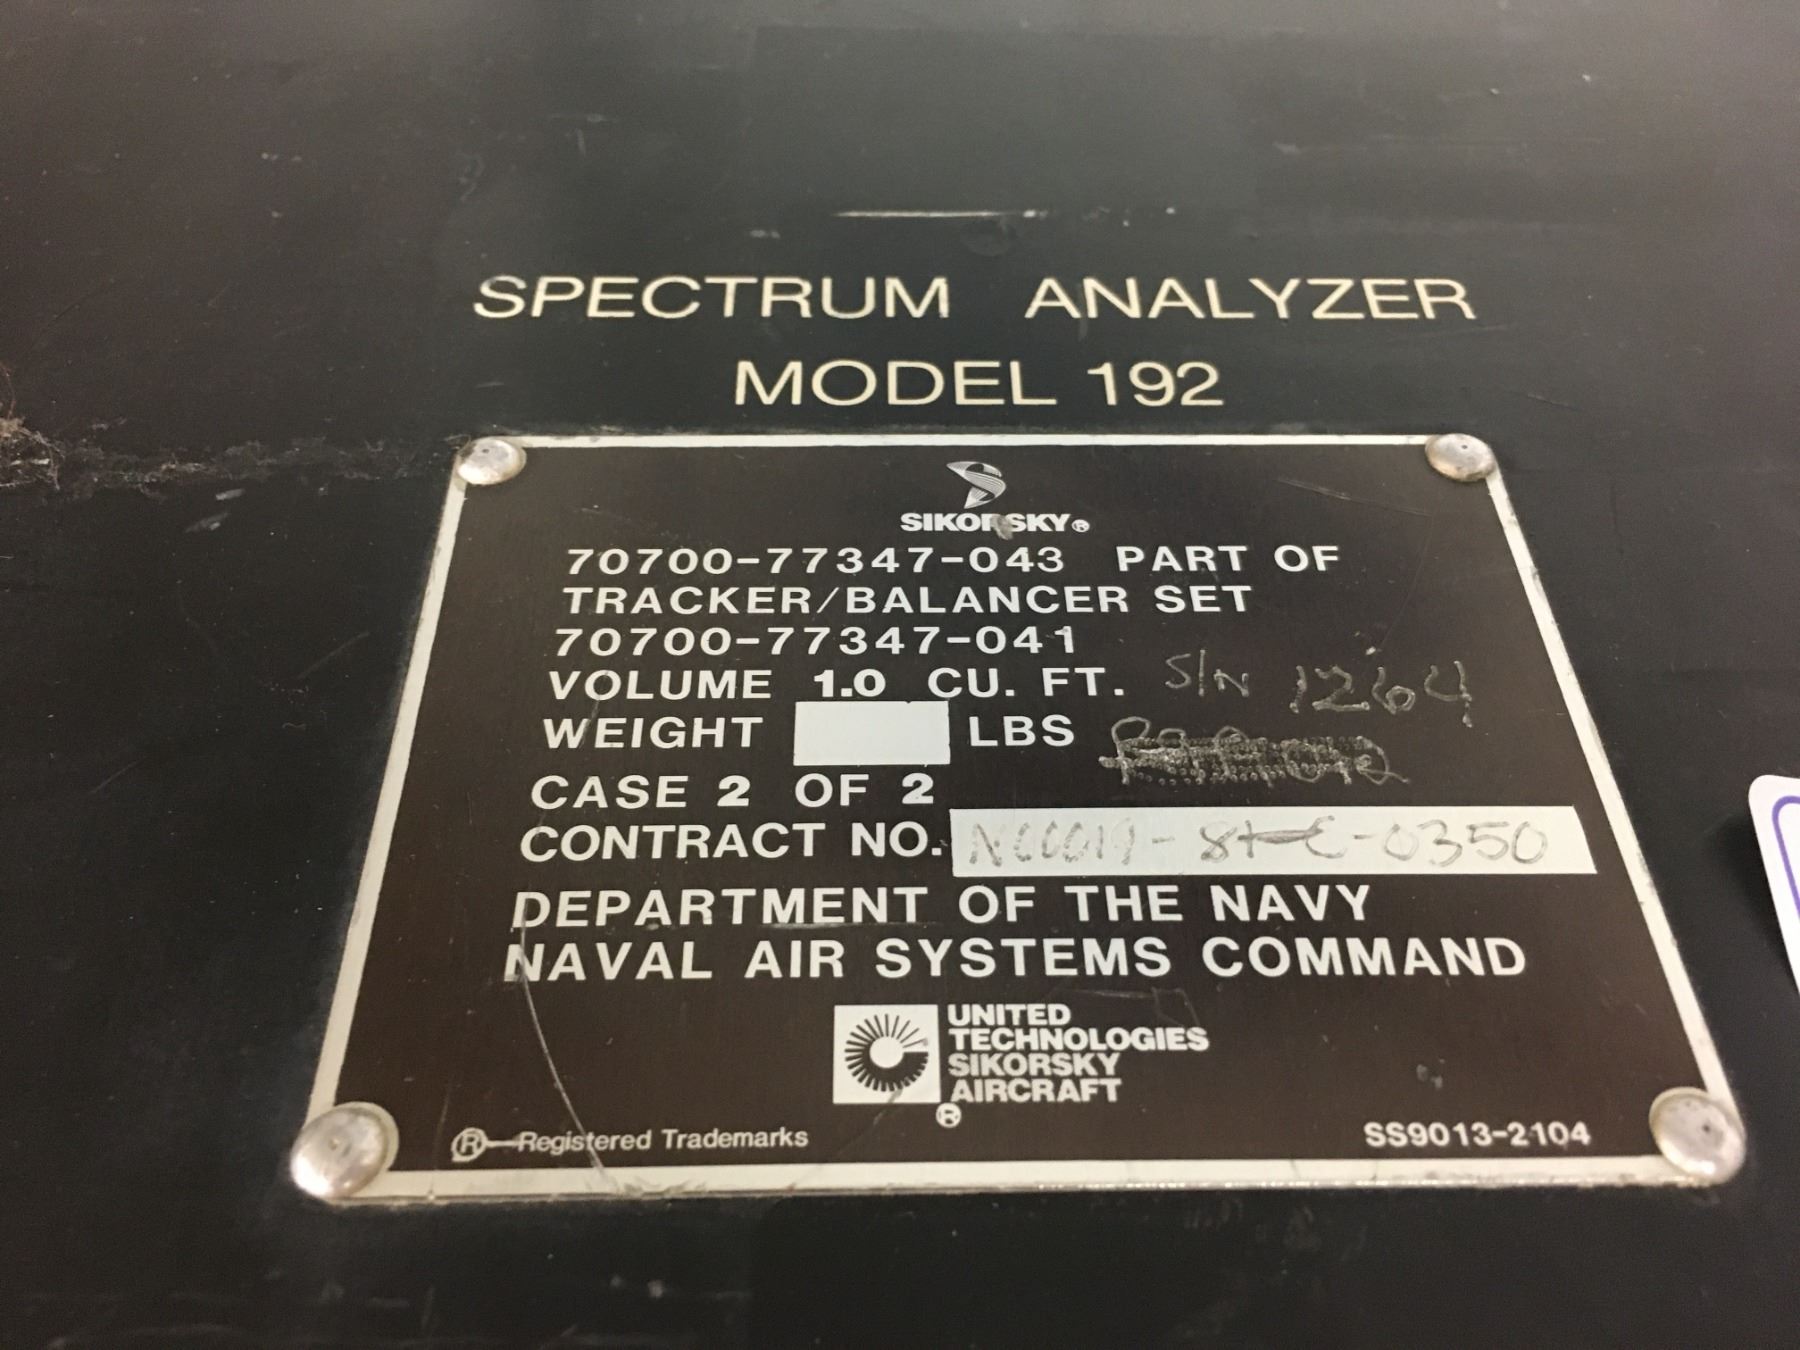 SPECTRUM ANALYZER
MODEL 192
SIKORSKY®
70700-77347-043 PART OF
TRACKER/BALANCER SET
70700-77347-041
VOLUME 1.0 CU. FT. S/N 1264
WEIGHT LBS
CASE 2 OF 2
CONTRACT NO.
DEPARTMENT OF THE NAVY
NAVAL AIR SYSTEMS COMMAND
UNITED
TECHNOLOGIES
SIKORSKY
AIRCRAFT
®
®—Registered Trademarks
SS9013-2104